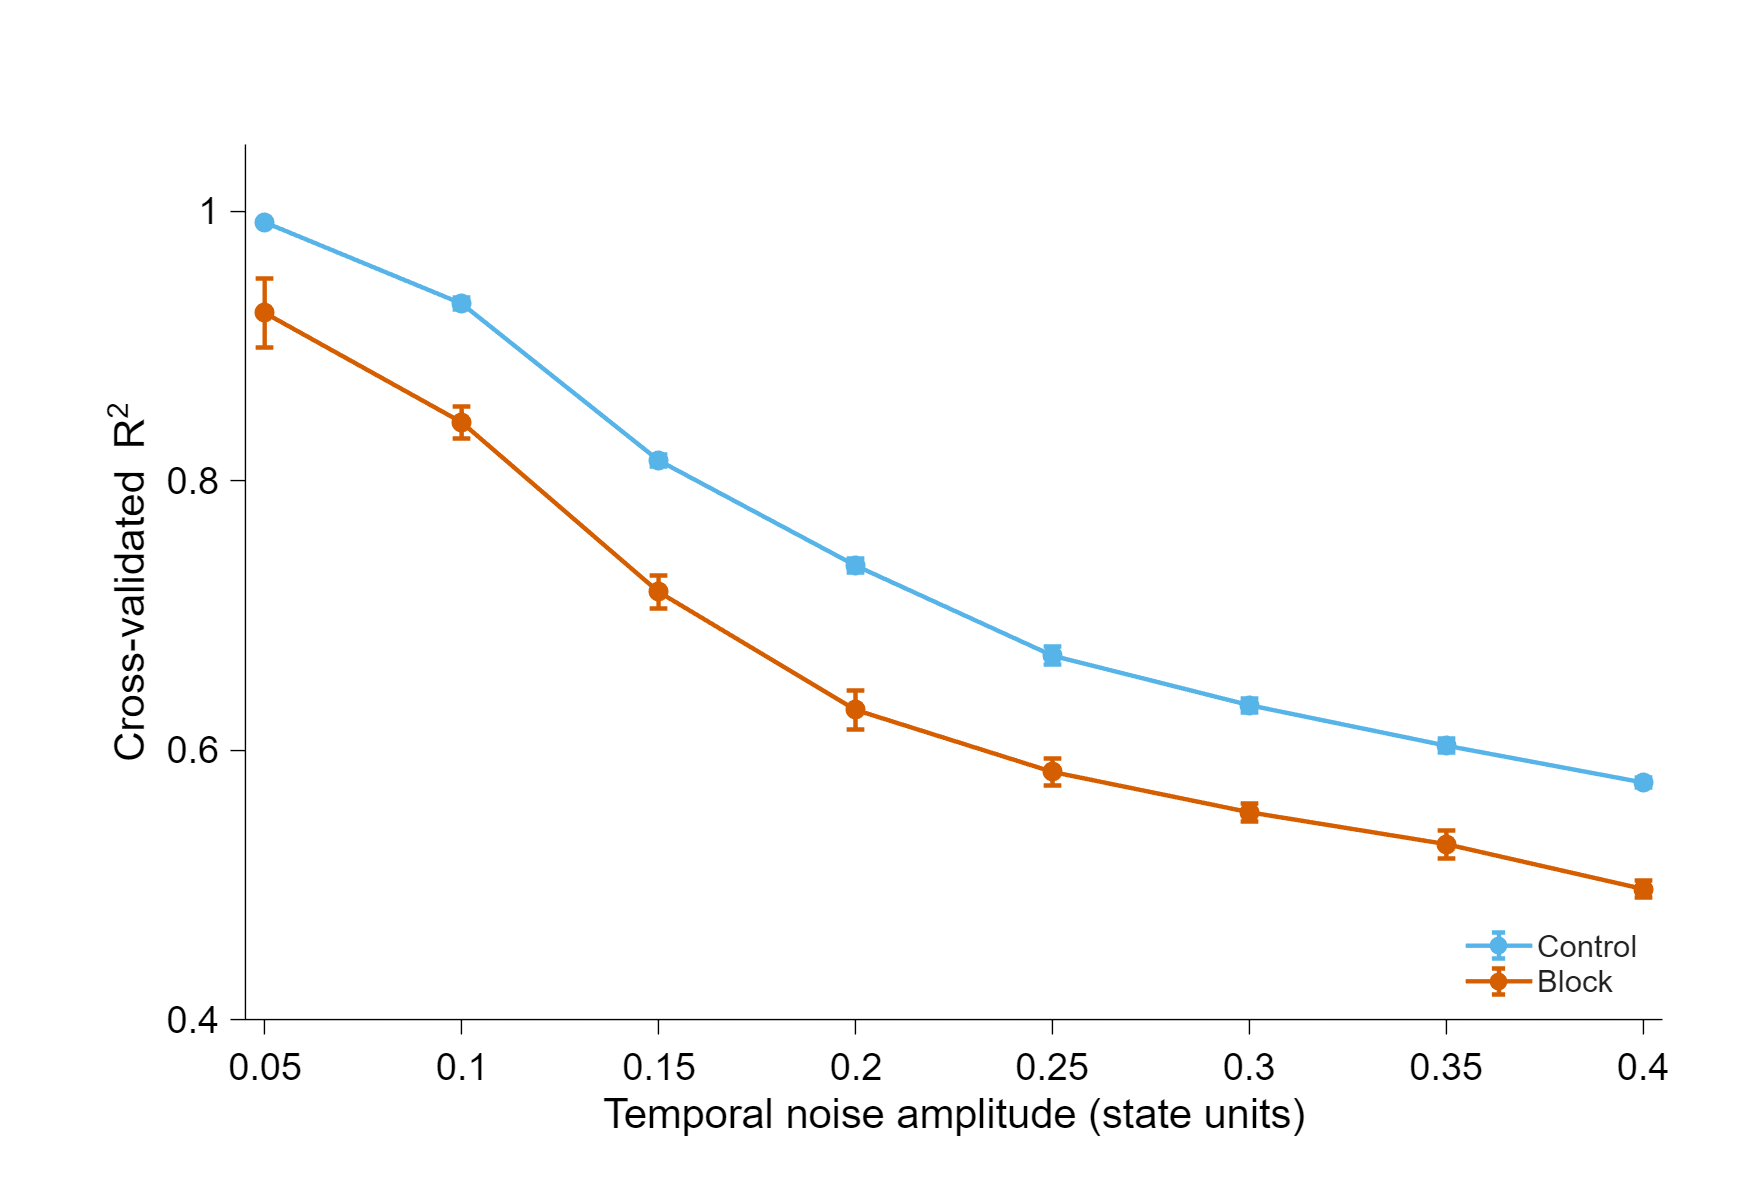 1
0.8
0.6
0.4
Cross-validated R²
0.05 0.1 0.15 0.2 0.25 0.3 0.35 0.4
Temporal noise amplitude (state units)
Control
Block